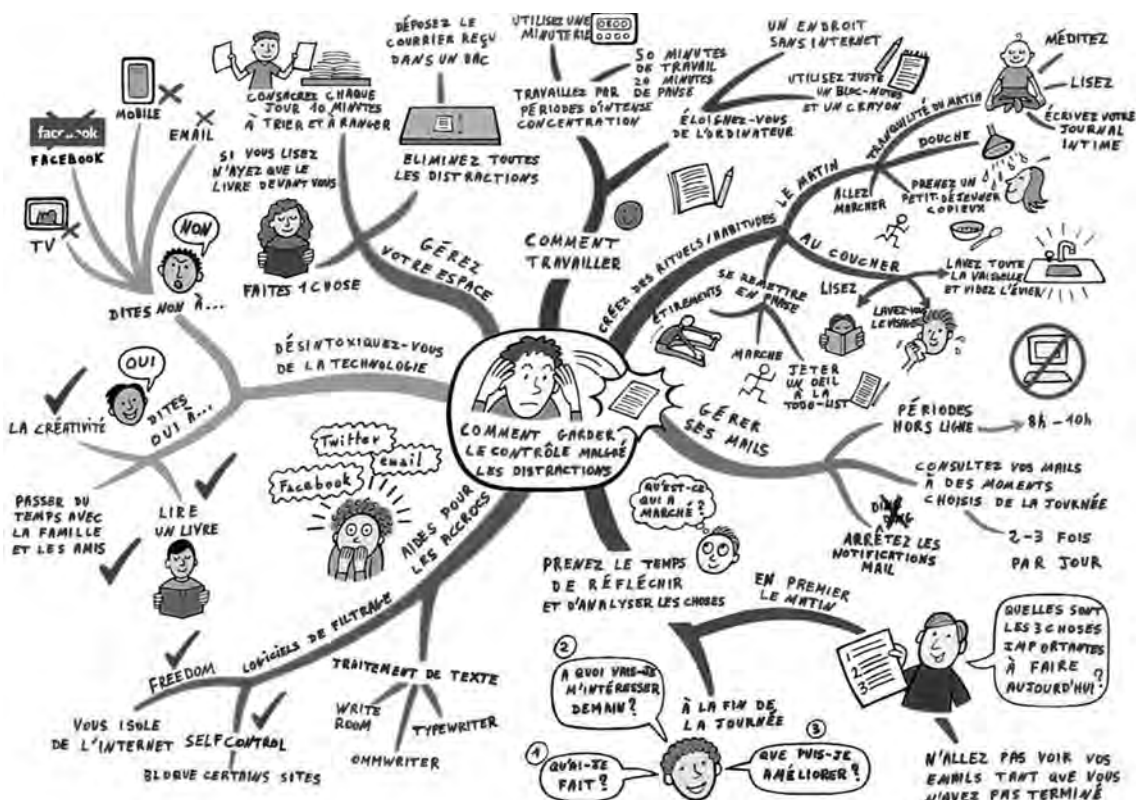 COMMENT GARDER
LE CONTRÔLE MALGRÉ
LES DISTRACTIONS
COMMENT
TRAVAILLER
TRAVAILLEZ PAR
PÉRIODES D'INTENSE
CONCENTRATION
UTILISEZ UNE
MINUTERIE
50 MINUTES
DE TRAVAIL
20 MINUTES
DE PAUSE
ÉLOIGNEZ-VOUS
DE L'ORDINATEUR
UN ENDROIT
SANS INTERNET
UTILISEZ JUSTE
UN BLOC-NOTES
ET UN CRAYON
CRÉEZ DES RITUELS/HABITUDES
LE MATIN
TRANQUILITÉ DU MATIN
MÉDITEZ
LISEZ
ÉCRIVEZ VOTRE
JOURNAL
INTIME
DOUCHE
PRENEZ UN
PETIT-DÉJEUNER
COPIEUX
ALLEZ
MARCHER
AU COUCHER
LAVEZ TOUTE
LA VAISSELLE
ET VIDEZ L'ÉVIER
LAVEZ-VOUS
LE VISAGE
LISEZ
SE REMETTRE
EN PHASE
ÉTIREMENTS
MARCHE
JETER
UN OEIL
À LA
TODO-LIST
GÉRER
SES MAILS
PÉRIODES
HORS LIGNE
8h - 10h
CONSULTEZ VOS MAILS
À DES MOMENTS
CHOISIS DE LA JOURNÉE
2-3 FOIS
PAR JOUR
DING
DING
ARRÊTEZ LES
NOTIFICATIONS
MAIL
QU'EST-CE
QUI A
MARCHÉ?
PRENEZ LE TEMPS
DE RÉFLÉCHIR
ET D'ANALYSER LES CHOSES
EN PREMIER
LE MATIN
1
2
3
QUELLES SONT
LES 3 CHOSES
IMPORTANTES
À FAIRE
AUJOURD'HUI?
N'ALLEZ PAS VOIR VOS
EMAILS TANT QUE VOUS
N'AVEZ PAS TERMINÉ
À LA FIN DE
LA JOURNÉE
1
QU'AI-JE
FAIT?
2
A QUOI VAIS-JE
M'INTÉRESSER
DEMAIN?
3
QUE PUIS-JE
AMÉLIORER?
AIDES POUR
LES ACCROCS
Twitter
email
Facebook
TRAITEMENT DE TEXTE
WRITE
ROOM
OMMWRITER
TYPEWRITER
LOGICIELS DE FILTRAGE
SELF CONTROL
BLOQUE CERTAINS SITES
FREEDOM
VOUS ISOLE
DE L'INTERNET
DÉSINTOXIQUEZ-VOUS
DE LA TECHNOLOGIE
OUI
DITES
OUI À...
LIRE
UN LIVRE
PASSER DU
TEMPS AVEC
LA FAMILLE
ET LES AMIS
LA CRÉATIVITÉ
NON
DITES NON À...
TV
facebook
FACEBOOK
MOBILE
EMAIL
GÉREZ
VOTRE ESPACE
CONSACREZ CHAQUE
JOUR 10 MINUTES
À TRIER ET À RANGER
DÉPOSEZ LE
COURRIER REÇU
DANS UN BAC
ELIMINEZ TOUTES
LES DISTRACTIONS
SI VOUS LISEZ
N'AYEZ QUE LE
LIVRE DEVANT VOUS
FAITES 1 CHOSE